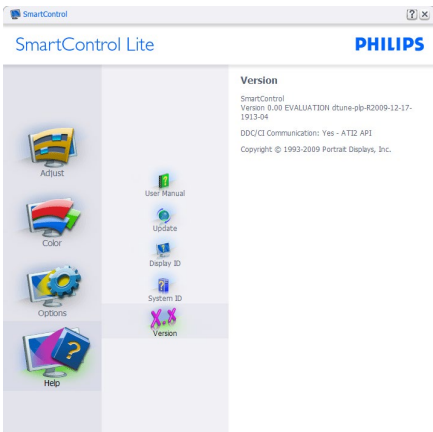 SmartControl
SmartControl Lite
PHILIPS
Adjust
Color
Options
Help
User Manual
Update
Display ID
System ID
X.X
Version
Version
SmartControl
Version 0.00 EVALUATION dtune-plp-R2009-12-17-
1913-04
DDC/CI Communication: Yes - ATI2 API
Copyright © 1993-2009 Portrait Displays, Inc.